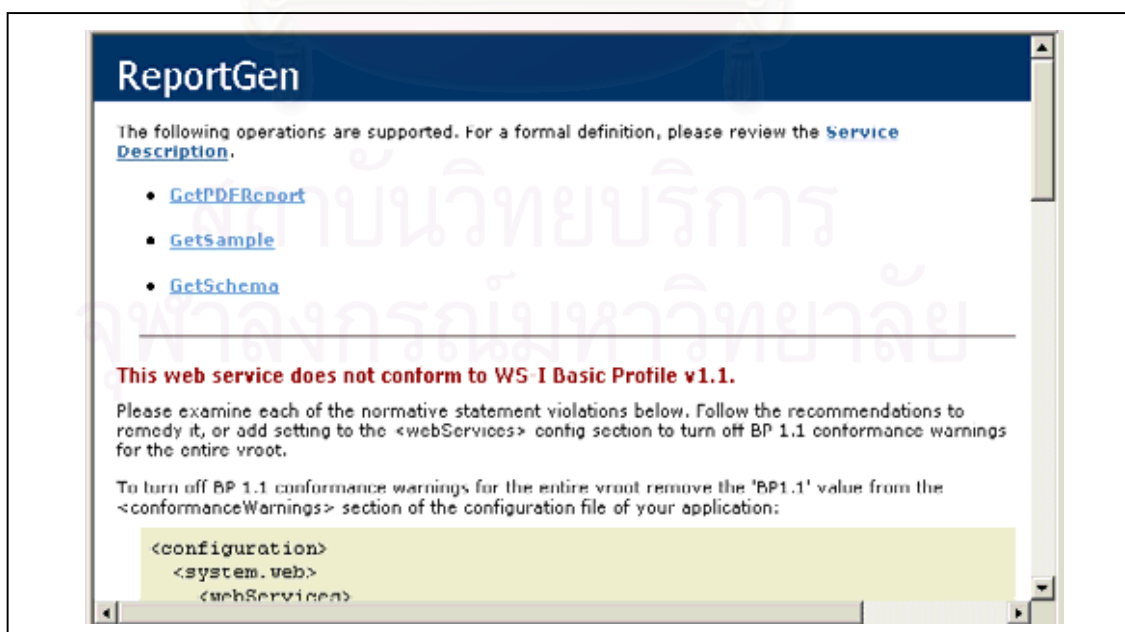 ReportGen
The following operations are supported. For a formal definition, please review the Service
Description.
• GetPDFReport
• GetSample
• GetSchema
สถาบันวิทยบริการ
จุฬาลงกรณ์มหาวิทยาลัย
This web service does not conform to WS-I Basic Profile v1.1.
Please examine each of the normative statement violations below. Follow the recommendations to
remedy it, or add setting to the <webServices> config section to turn off BP 1.1 conformance warnings
for the entire vroot.
To turn off BP 1.1 conformance warnings for the entire vroot remove the 'BP1.1' value from the
<conformanceWarnings> section of the configuration file of your application:
<configuration>
<system.web>
<webServices>